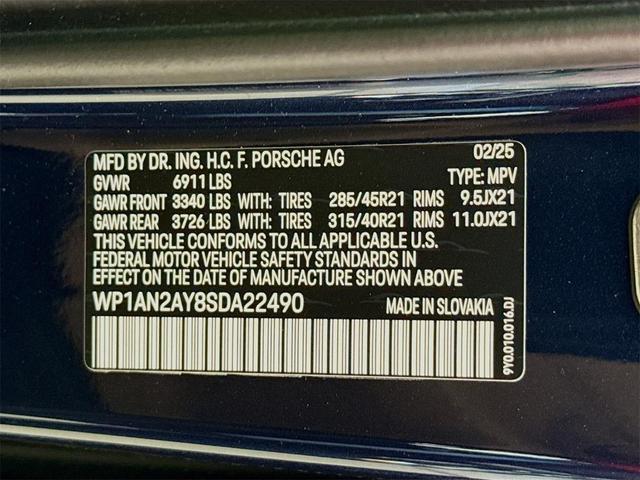 MFD BY DR. ING. H.C. F. PORSCHE AG 02/25
GVWR 6911 LBS TYPE: MPV
GAWR FRONT 3340 LBS WITH: TIRES 285/45R21 RIMS 9.5JX21
GAWR REAR 3726 LBS WITH: TIRES 315/40R21 RIMS 11.0JX21
THIS VEHICLE CONFORMS TO ALL APPLICABLE U.S.
FEDERAL MOTOR VEHICLE SAFETY STANDARDS IN
EFFECT ON THE DATE OF MANUFACTURE SHOWN ABOVE
WP1AN2AY8SDA22490 MADE IN SLOVAKIA
9Y0.010.016.DJ